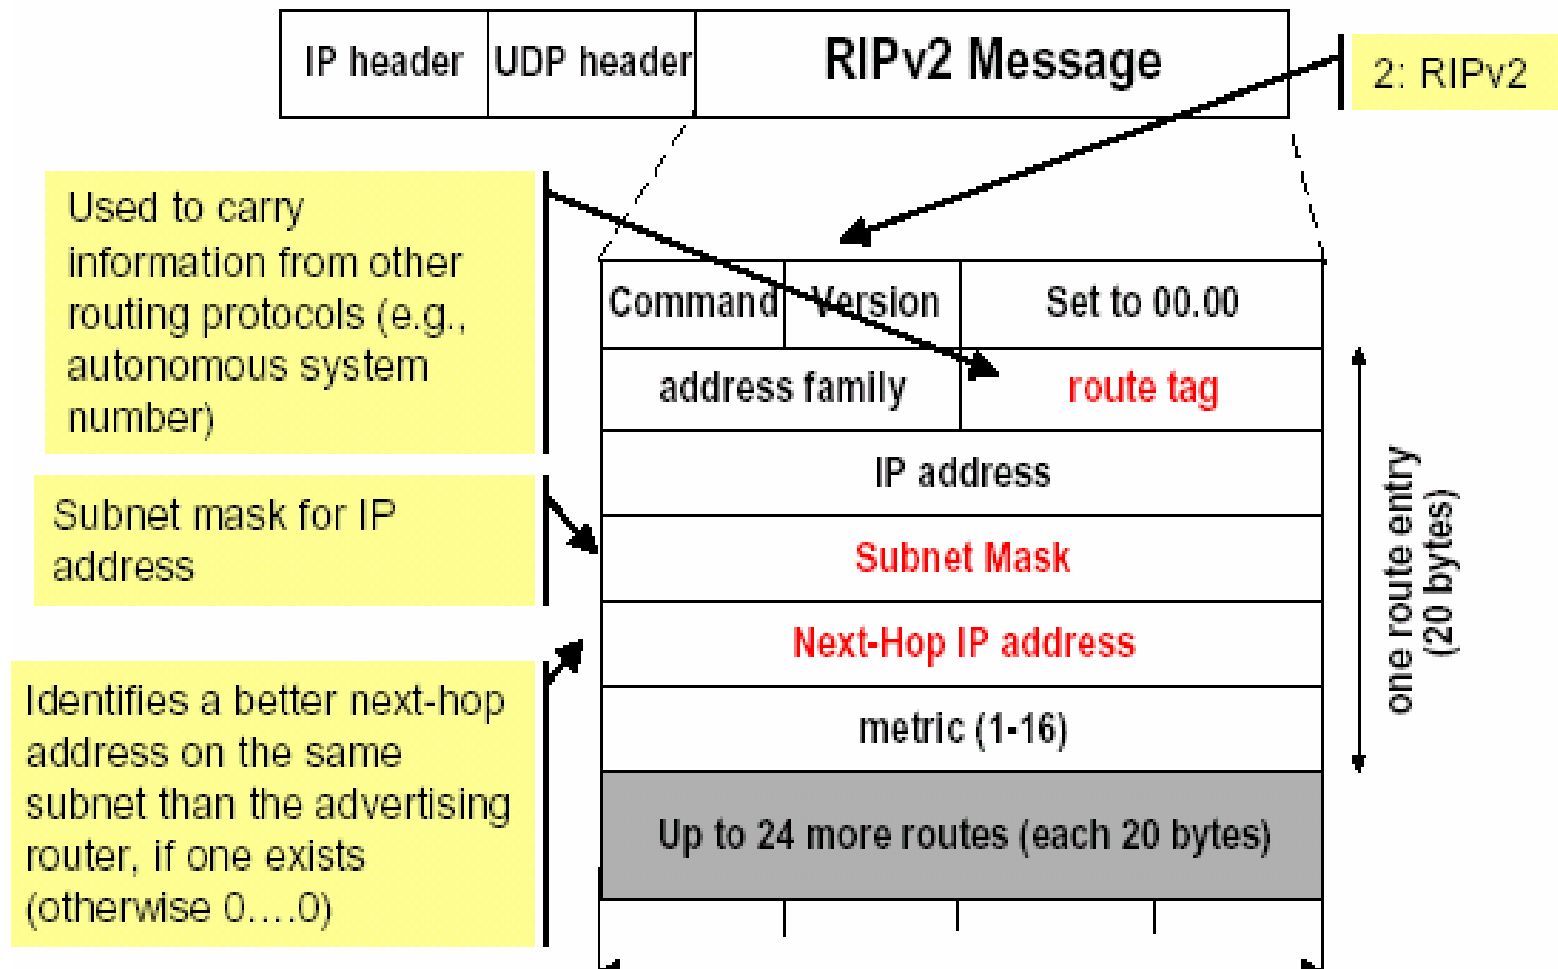 IP header
UDP header
RIPv2 Message
2: RIPv2
Used to carry
information from other
routing protocols (e.g.,
autonomous system
number)
Command
Version
Set to 00.00
address family
route tag
IP address
Subnet mask for IP
address
Subnet Mask
Next-Hop IP address
Identifies a better next-hop
address on the same
subnet than the advertising
router, if one exists
(otherwise 0....0)
metric (1-16)
Up to 24 more routes (each 20 bytes)
one route entry
(20 bytes)